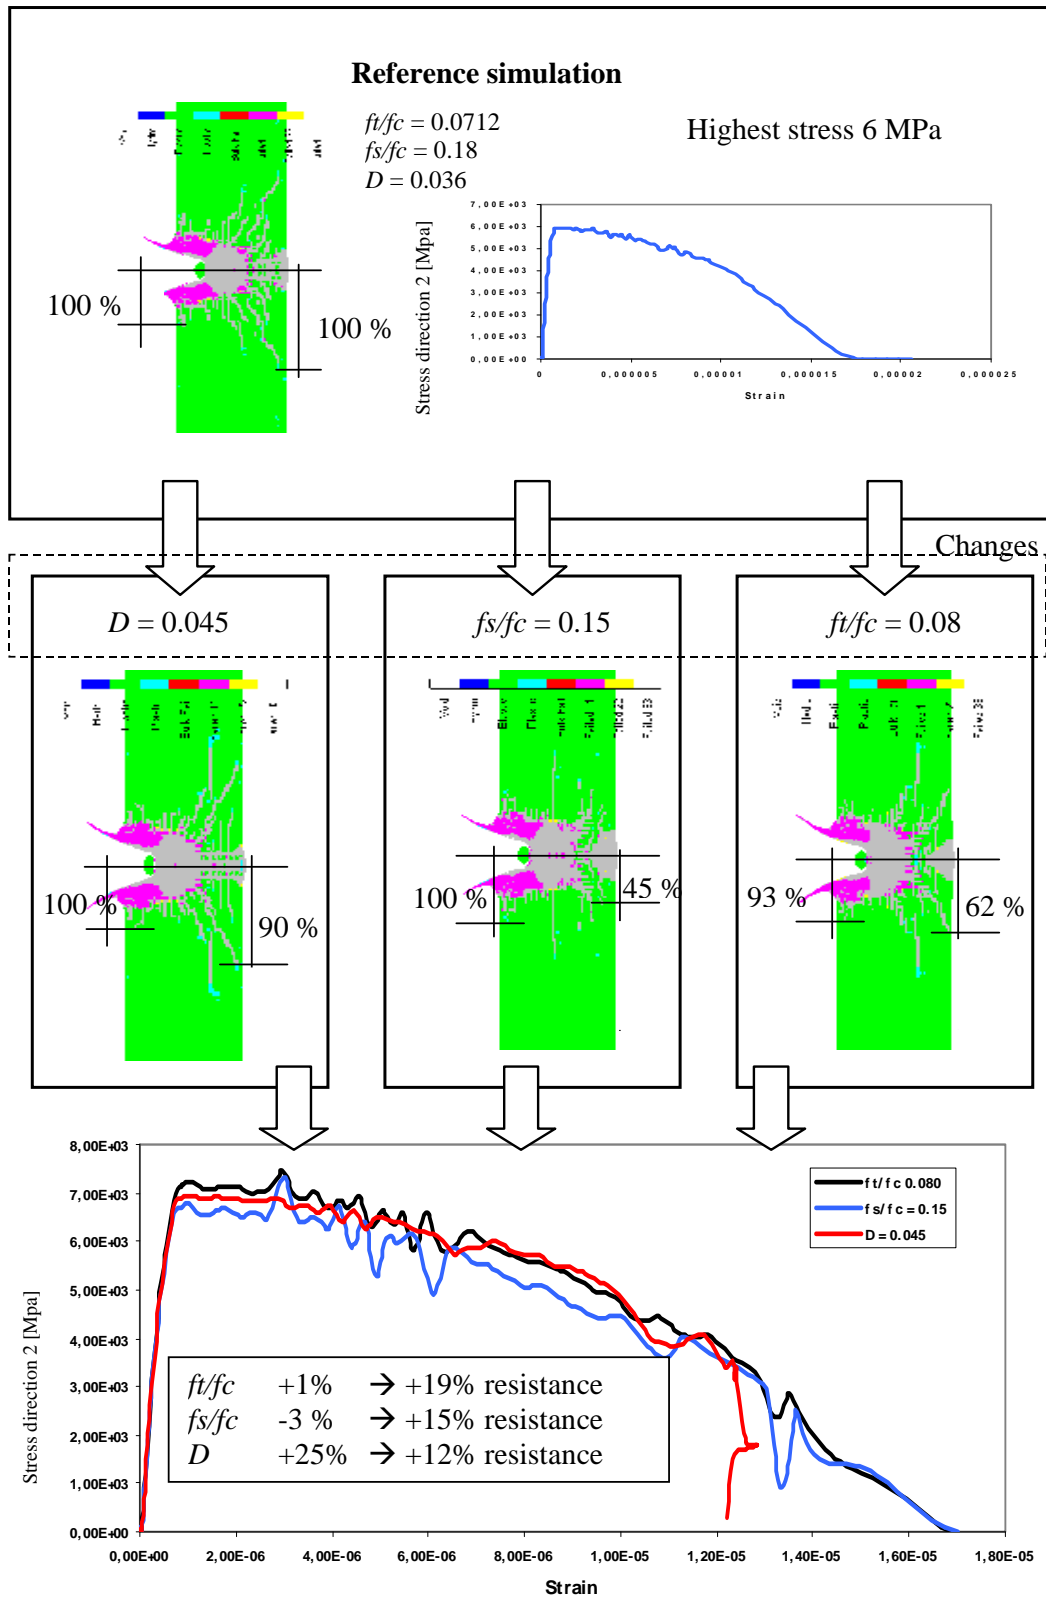 Reference simulation
ft/fc = 0.0712
fs/fc = 0.18
D = 0.036
Highest stress 6 MPa
100 %
100 %
Stress direction 2 [Mpa]
7,00E+03
6,00E+03
5,00E+03
4,00E+03
3,00E+03
2,00E+03
1,00E+03
0,00E+00
0
0,000005
0,00001
0,000015
0,00002
0,000025
Strain
Changes
D = 0.045
fs/fc = 0.15
ft/fc = 0.08
100 %
90 %
100 %
45 %
93 %
62 %
Stress direction 2 [Mpa]
8,00E+03
7,00E+03
6,00E+03
5,00E+03
4,00E+03
3,00E+03
2,00E+03
1,00E+03
0,00E+00
ft/fc 0.080
fs/fc = 0.15
D = 0.045
ft/fc +1% → +19% resistance
fs/fc -3 % → +15% resistance
D +25% → +12% resistance
0,00E+00
2,00E-06
4,00E-06
6,00E-06
8,00E-06
1,00E-05
1,20E-05
1,40E-05
1,60E-05
1,80E-05
Strain